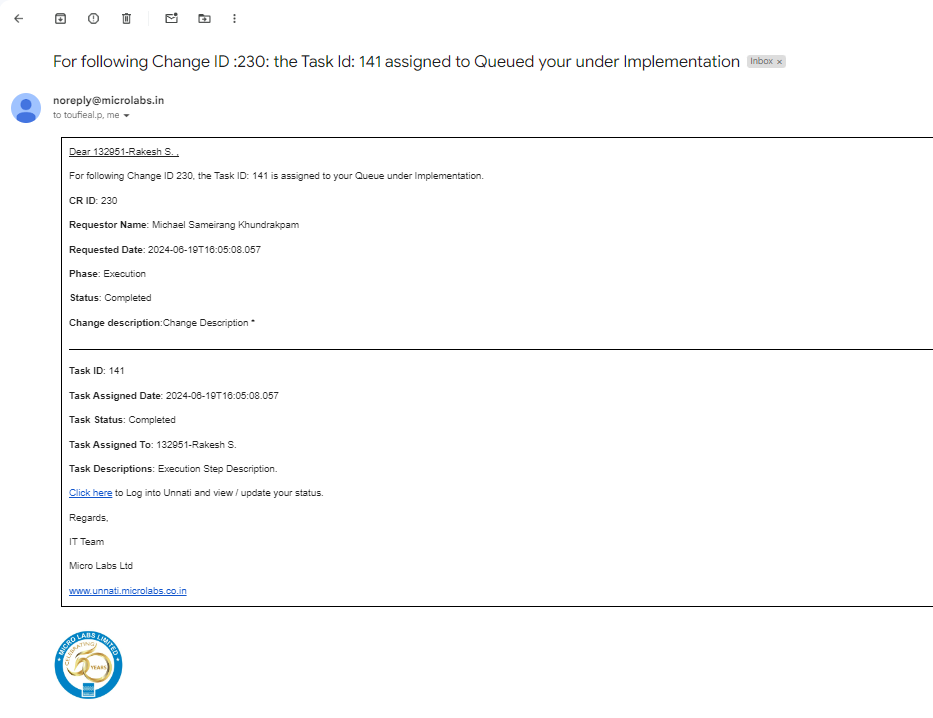 For following Change ID :230: the Task Id: 141 assigned to Queued your under Implementation Inbox ×
noreply@microlabs.in
to toufieal.p, me
Dear 132951-Rakesh S. ,
For following Change ID 230, the Task ID: 141 is assigned to your Queue under Implementation.
CR ID: 230
Requestor Name: Michael Sameirang Khundrakpam
Requested Date: 2024-06-19T16:05:08.057
Phase: Execution
Status: Completed
Change description:Change Description *
Task ID: 141
Task Assigned Date: 2024-06-19T16:05:08.057
Task Status: Completed
Task Assigned To: 132951-Rakesh S.
Task Descriptions: Execution Step Description.
Click here to Log into Unnati and view / update your status.
Regards,
IT Team
Micro Labs Ltd
www.unnati.microlabs.co.in
MICRO LABS LIMITED
CELEBRATING
50
YEARS